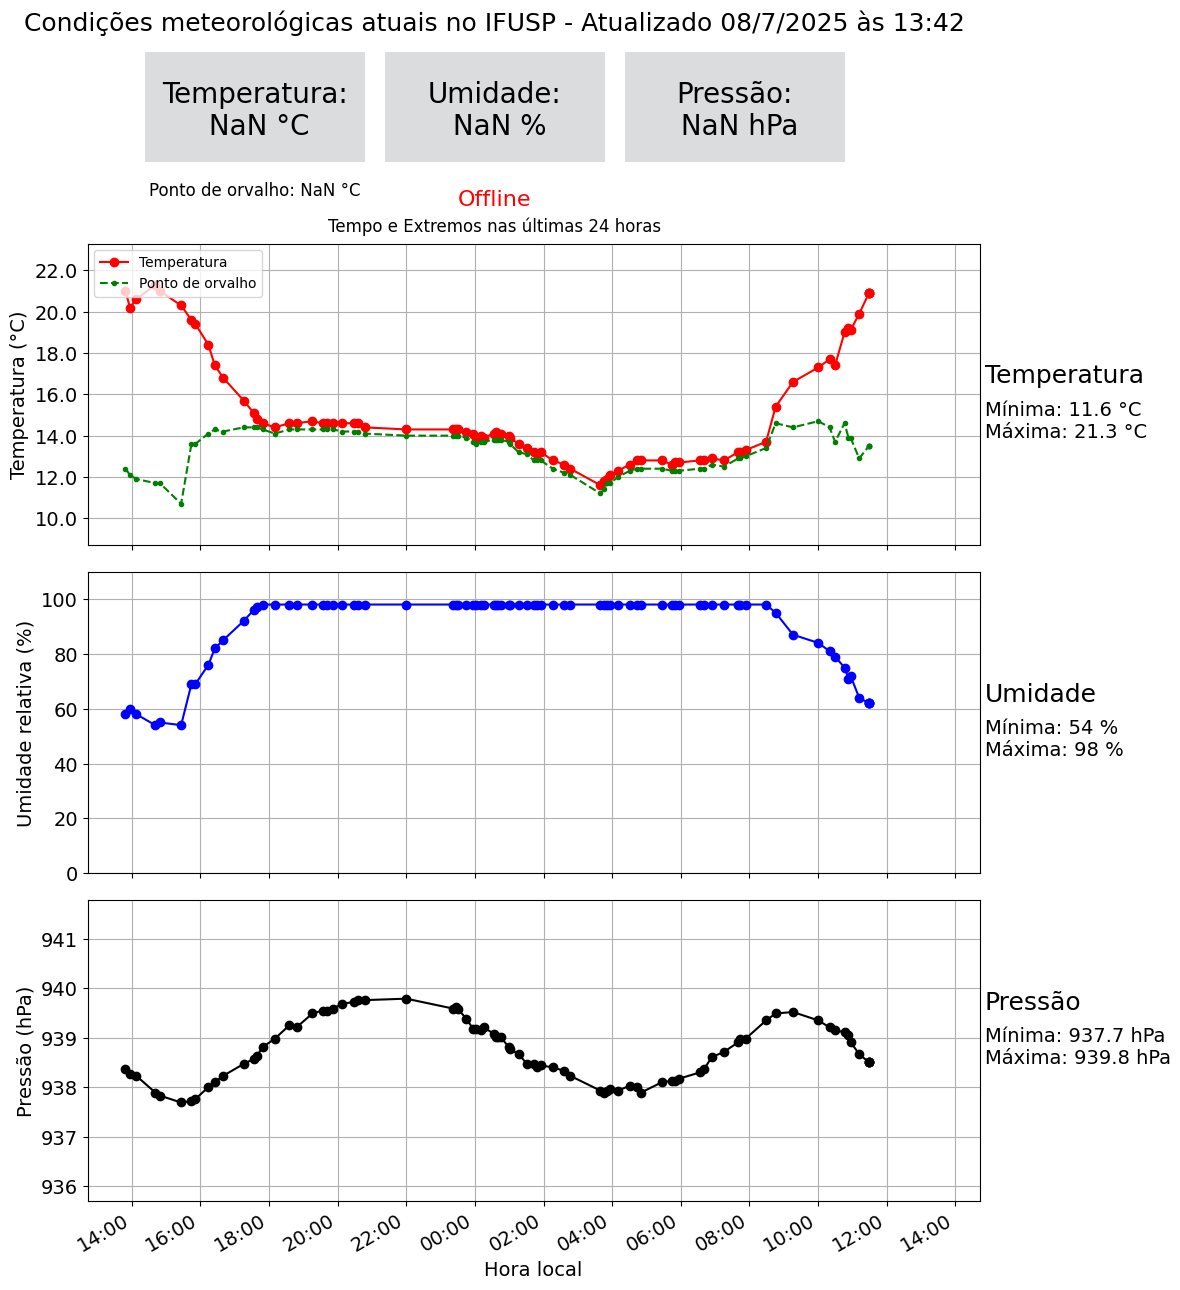 Condições meteorológicas atuais no IFUSP - Atualizado 08/7/2025 às 13:42
Temperatura:
NaN °C
Umidade:
NaN %
Pressão:
NaN hPa
Ponto de orvalho: NaN °C
Offline
Tempo e Extremos nas últimas 24 horas
Temperatura
Ponto de orvalho
Temperatura (°C)
22.0
20.0
18.0
16.0
14.0
12.0
10.0
Temperatura
Mínima: 11.6 °C
Máxima: 21.3 °C
Umidade relativa (%)
100
80
60
40
20
0
Umidade
Mínima: 54 %
Máxima: 98 %
Pressão (hPa)
941
940
939
938
937
936
Pressão
Mínima: 937.7 hPa
Máxima: 939.8 hPa
14:00 16:00 18:00 20:00 22:00 00:00 02:00 04:00 06:00 08:00 10:00 12:00 14:00
Hora local